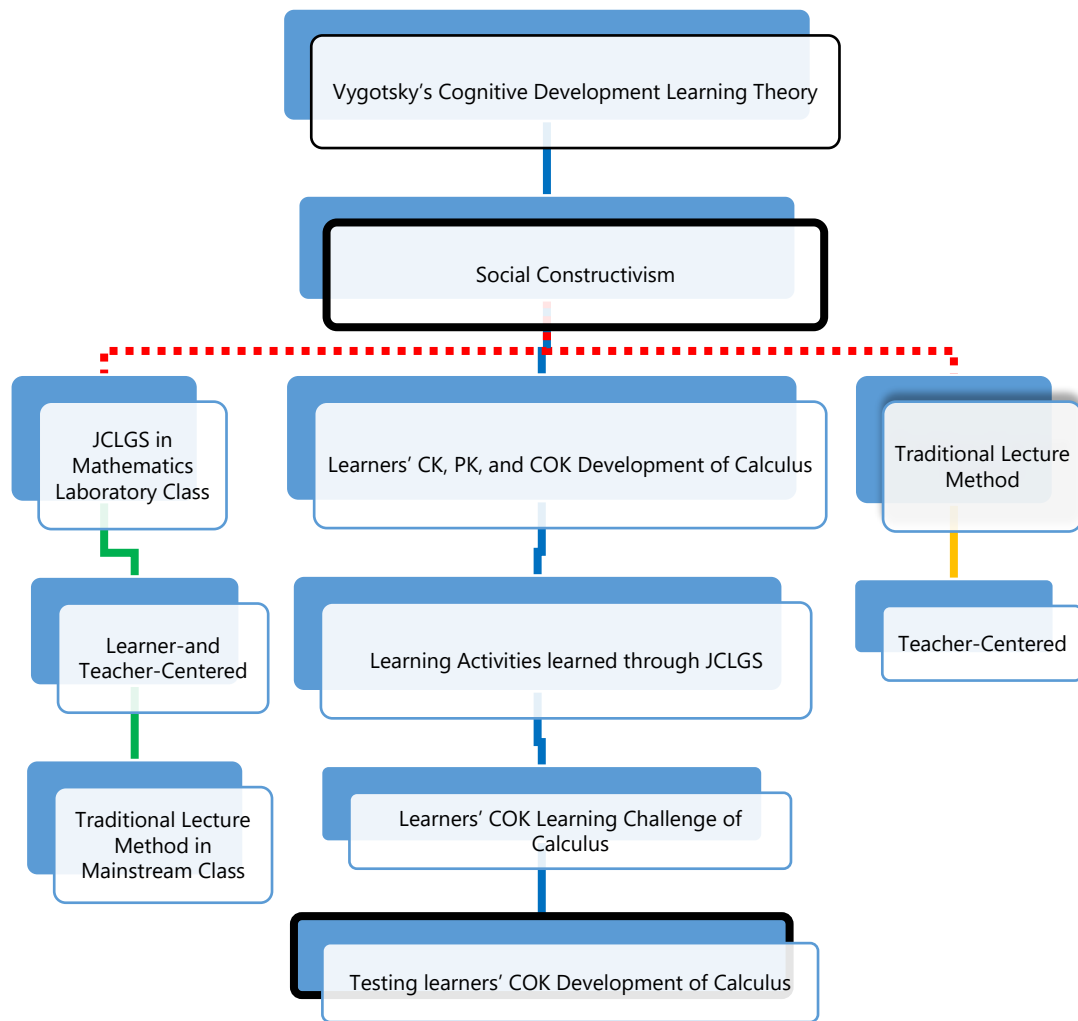 Vygotsky’s Cognitive Development Learning Theory
Social Constructivism
JCLGS in
Mathematics
Laboratory Class
Learners’ CK, PK, and COK Development of Calculus
Traditional Lecture
Method
Learner-and
Teacher-Centered
Learning Activities learned through JCLGS
Teacher-Centered
Traditional Lecture
Method in
Mainstream Class
Learners’ COK Learning Challenge of
Calculus
Testing learners’ COK Development of Calculus